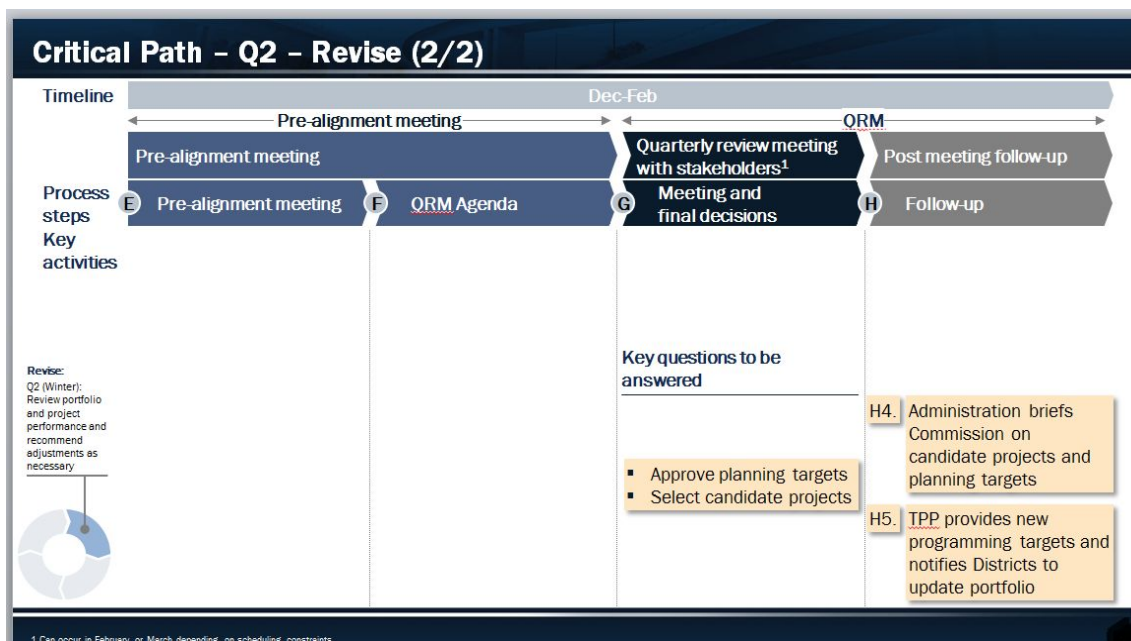 Critical Path – Q2 – Revise (2/2)
Timeline
Dec-Feb
Pre-alignment meeting
QRM
Pre-alignment meeting
Quarterly review meeting
with stakeholders¹
Post meeting follow-up
Process
steps
E
Pre-alignment meeting
F
QRM Agenda
G
Meeting and
final decisions
H
Follow-up
Key
activities
Revise:
Q2 (Winter):
Review portfolio
and project
performance and
recommend
adjustments as
necessary
Key questions to be
answered
▪ Approve planning targets
▪ Select candidate projects
H4. Administration briefs
Commission on
candidate projects and
planning targets
H5. TPP provides new
programming targets and
notifies Districts to
update portfolio
1 Can occur in February or March depending on scheduling constraints